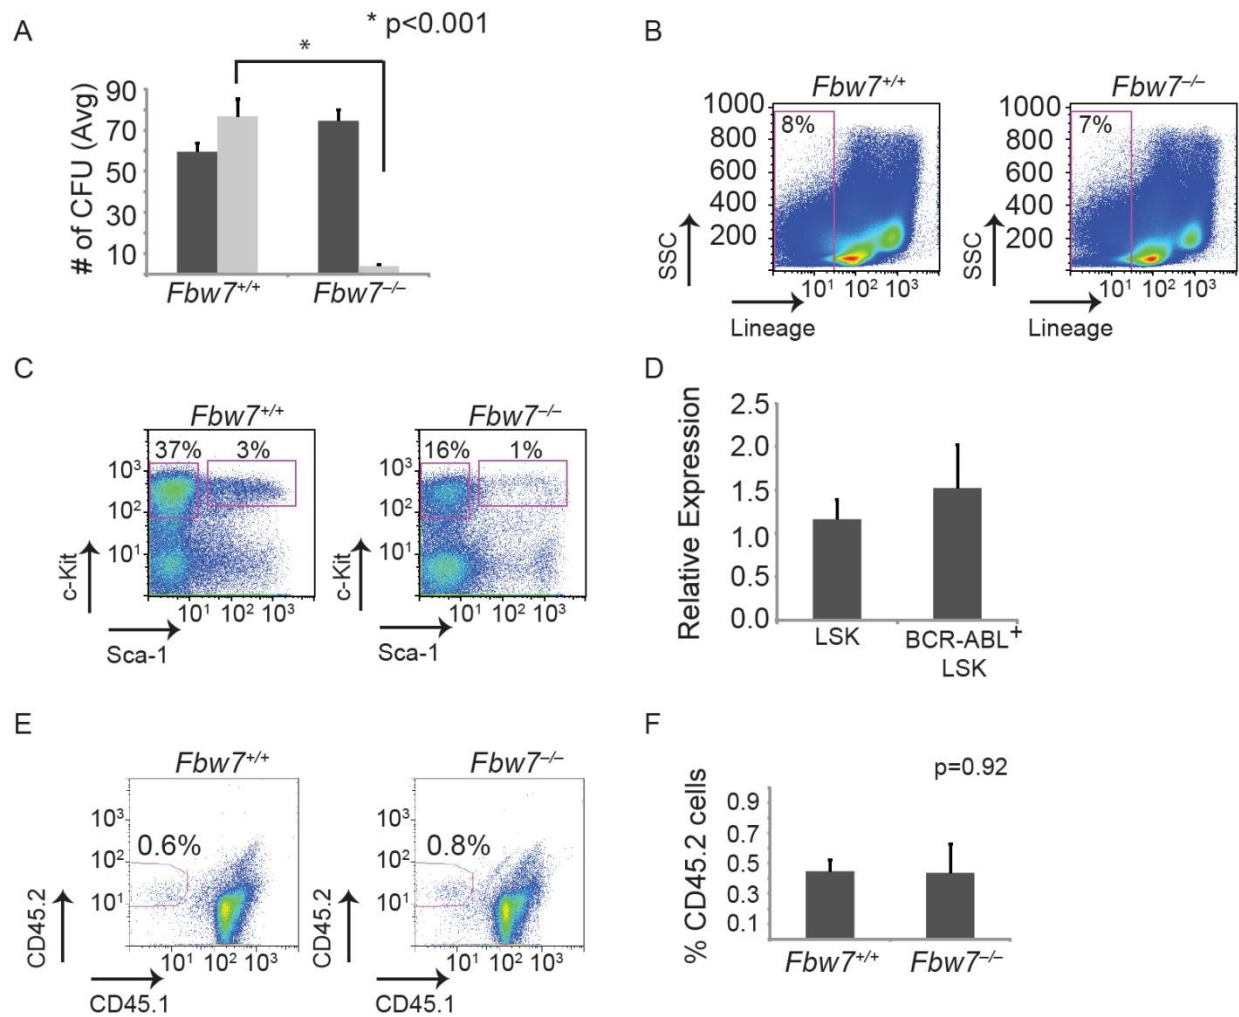 A
* p<0.001
*
# of CFU (Avg)
90
70
50
30
10
Fbw7+/+
Fbw7−/−
B
Fbw7+/+
Fbw7−/−
1000
800
600
400
200
8%
SSC
10¹ 10² 10³
Lineage
1000
800
600
400
200
7%
SSC
10¹ 10² 10³
Lineage
C
Fbw7+/+
Fbw7−/−
37%
3%
10³
10²
10¹
c-Kit
10¹ 10² 10³
Sca-1
16%
1%
10³
10²
10¹
c-Kit
10¹ 10² 10³
Sca-1
D
Relative Expression
2.5
2.0
1.5
1.0
0.5
0.0
LSK
BCR-ABL+
LSK
E
Fbw7+/+
Fbw7−/−
10³
10²
10¹
0.6%
CD45.2
10¹ 10² 10³
CD45.1
10³
10²
10¹
0.8%
CD45.2
10¹ 10² 10³
CD45.1
F
p=0.92
% CD45.2 cells
0.9
0.7
0.5
0.3
0.1
Fbw7+/+
Fbw7−/−